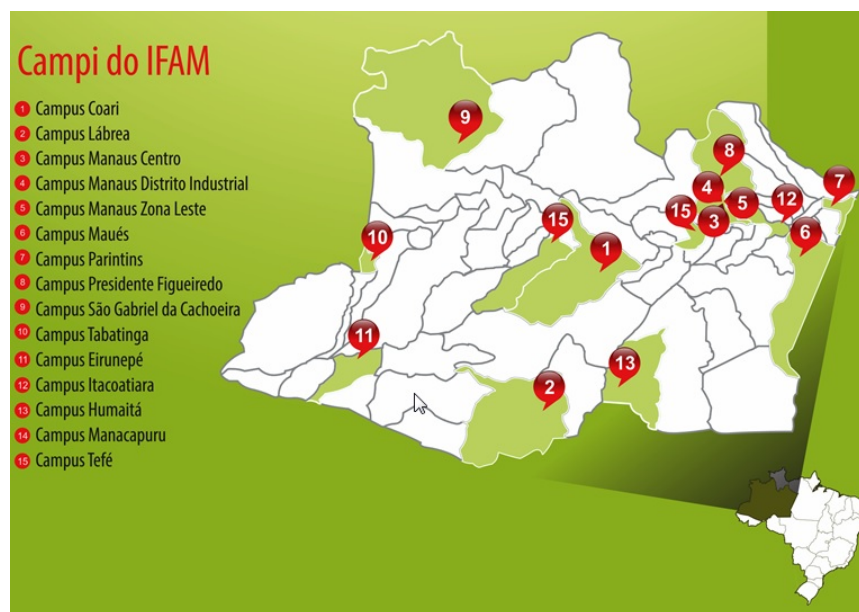 Campi do IFAM
1 Campus Coari
2 Campus Lábrea
3 Campus Manaus Centro
4 Campus Manaus Distrito Industrial
5 Campus Manaus Zona Leste
6 Campus Maués
7 Campus Parintins
8 Campus Presidente Figueiredo
9 Campus São Gabriel da Cachoeira
10 Campus Tabatinga
11 Campus Eirunepé
12 Campus Itacoatiara
13 Campus Humaitá
14 Campus Manacapuru
15 Campus Tefé
9
8
7
4
5
12
15
15
3
6
10
1
11
13
2